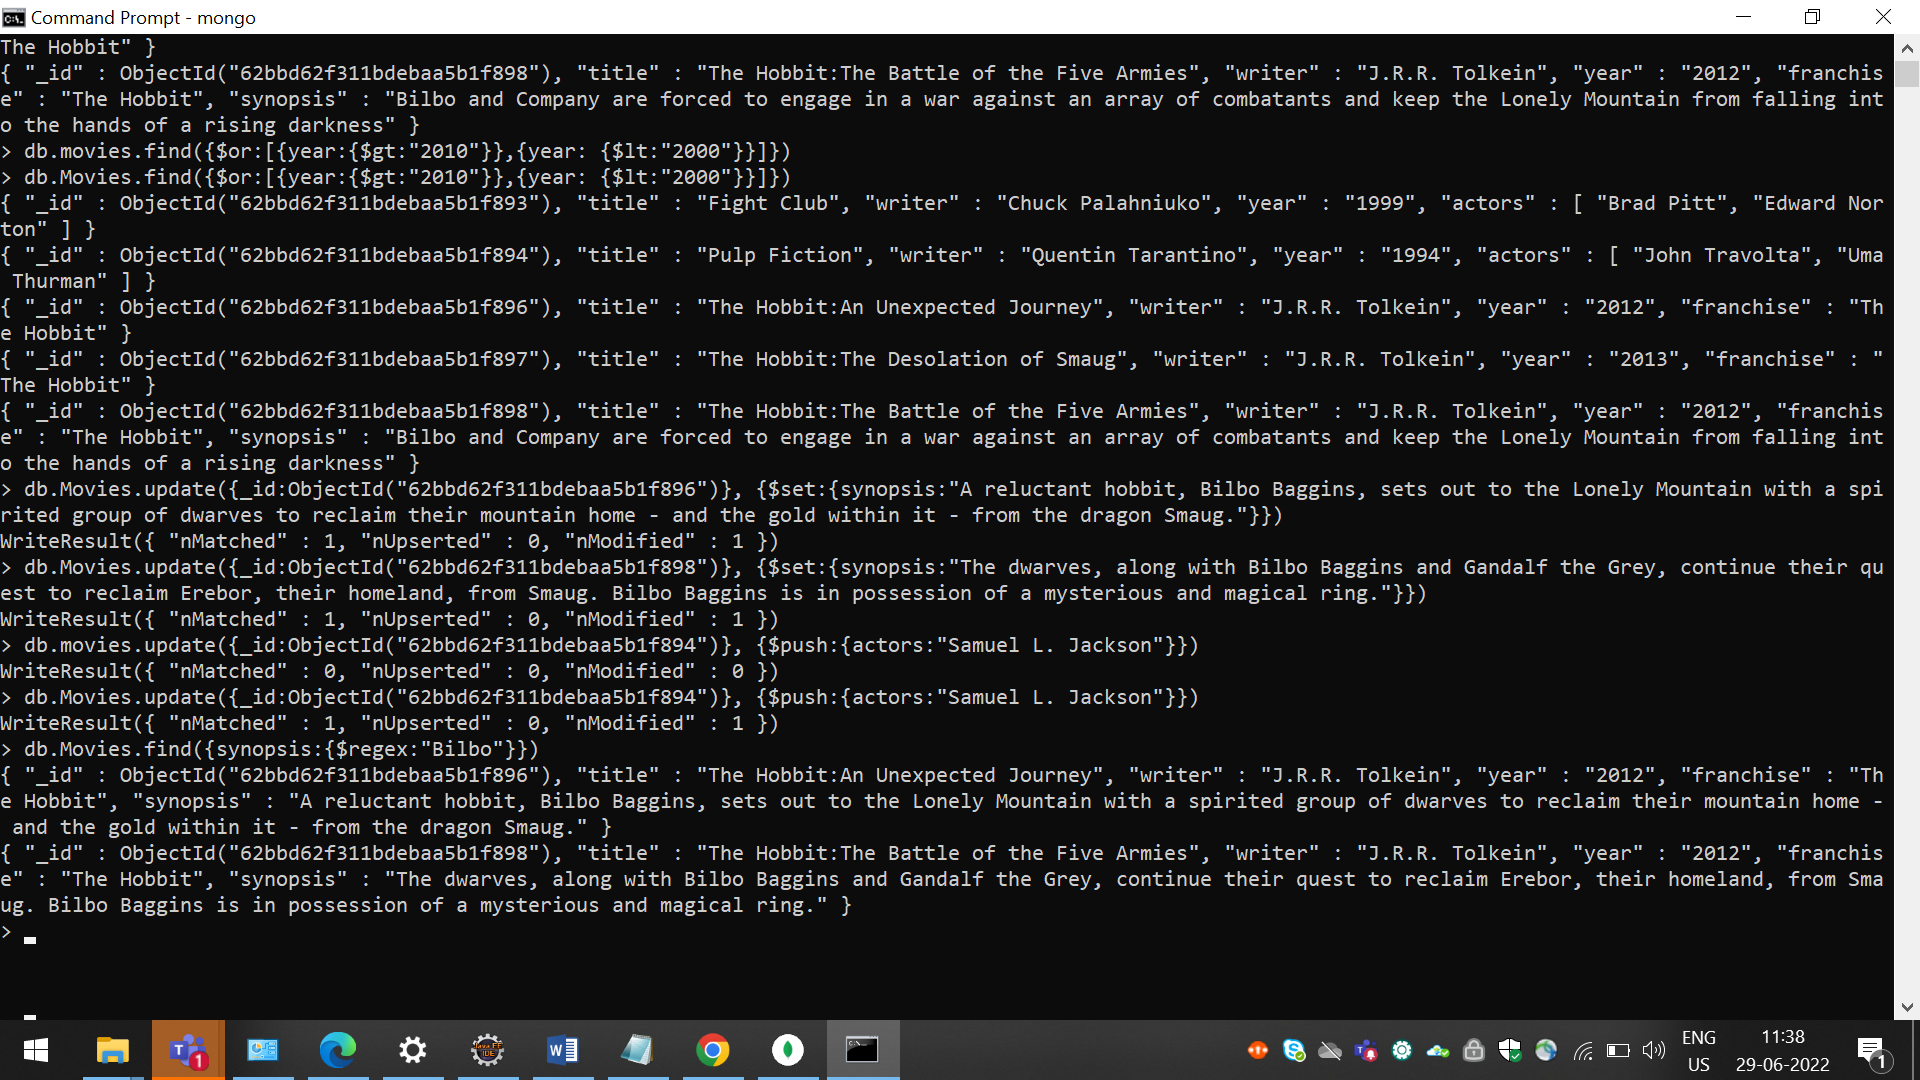 Command Prompt - mongo
The Hobbit" }
{ "_id" : ObjectId("62bbd62f311bdebaa5b1f898"), "title" : "The Hobbit:The Battle of the Five Armies", "writer" : "J.R.R. Tolkein", "year" : "2012", "franchis
e" : "The Hobbit", "synopsis" : "Bilbo and Company are forced to engage in a war against an array of combatants and keep the Lonely Mountain from falling int
o the hands of a rising darkness" }
> db.movies.find({$or:[{year:{$gt:"2010"}},{year: {$lt:"2000"}}]})
> db.Movies.find({$or:[{year:{$gt:"2010"}},{year: {$lt:"2000"}}]})
{ "_id" : ObjectId("62bbd62f311bdebaa5b1f893"), "title" : "Fight Club", "writer" : "Chuck Palahniuko", "year" : "1999", "actors" : [ "Brad Pitt", "Edward Nor
ton" ] }
{ "_id" : ObjectId("62bbd62f311bdebaa5b1f894"), "title" : "Pulp Fiction", "writer" : "Quentin Tarantino", "year" : "1994", "actors" : [ "John Travolta", "Uma
 Thurman" ] }
{ "_id" : ObjectId("62bbd62f311bdebaa5b1f896"), "title" : "The Hobbit:An Unexpected Journey", "writer" : "J.R.R. Tolkein", "year" : "2012", "franchise" : "Th
e Hobbit" }
{ "_id" : ObjectId("62bbd62f311bdebaa5b1f897"), "title" : "The Hobbit:The Desolation of Smaug", "writer" : "J.R.R. Tolkein", "year" : "2013", "franchise" : "
The Hobbit" }
{ "_id" : ObjectId("62bbd62f311bdebaa5b1f898"), "title" : "The Hobbit:The Battle of the Five Armies", "writer" : "J.R.R. Tolkein", "year" : "2012", "franchis
e" : "The Hobbit", "synopsis" : "Bilbo and Company are forced to engage in a war against an array of combatants and keep the Lonely Mountain from falling int
o the hands of a rising darkness" }
> db.Movies.update({_id:ObjectId("62bbd62f311bdebaa5b1f896")}, {$set:{synopsis:"A reluctant hobbit, Bilbo Baggins, sets out to the Lonely Mountain with a spi
rited group of dwarves to reclaim their mountain home - and the gold within it - from the dragon Smaug."}})
WriteResult({ "nMatched" : 1, "nUpserted" : 0, "nModified" : 1 })
> db.Movies.update({_id:ObjectId("62bbd62f311bdebaa5b1f898")}, {$set:{synopsis:"The dwarves, along with Bilbo Baggins and Gandalf the Grey, continue their qu
est to reclaim Erebor, their homeland, from Smaug. Bilbo Baggins is in possession of a mysterious and magical ring."}})
WriteResult({ "nMatched" : 1, "nUpserted" : 0, "nModified" : 1 })
> db.movies.update({_id:ObjectId("62bbd62f311bdebaa5b1f894")}, {$push:{actors:"Samuel L. Jackson"}})
WriteResult({ "nMatched" : 0, "nUpserted" : 0, "nModified" : 0 })
> db.Movies.update({_id:ObjectId("62bbd62f311bdebaa5b1f894")}, {$push:{actors:"Samuel L. Jackson"}})
WriteResult({ "nMatched" : 1, "nUpserted" : 0, "nModified" : 1 })
> db.Movies.find({synopsis:{$regex:"Bilbo"}})
{ "_id" : ObjectId("62bbd62f311bdebaa5b1f896"), "title" : "The Hobbit:An Unexpected Journey", "writer" : "J.R.R. Tolkein", "year" : "2012", "franchise" : "Th
e Hobbit", "synopsis" : "A reluctant hobbit, Bilbo Baggins, sets out to the Lonely Mountain with a spirited group of dwarves to reclaim their mountain home -
 and the gold within it - from the dragon Smaug." }
{ "_id" : ObjectId("62bbd62f311bdebaa5b1f898"), "title" : "The Hobbit:The Battle of the Five Armies", "writer" : "J.R.R. Tolkein", "year" : "2012", "franchis
e" : "The Hobbit", "synopsis" : "The dwarves, along with Bilbo Baggins and Gandalf the Grey, continue their quest to reclaim Erebor, their homeland, from Sma
ug. Bilbo Baggins is in possession of a mysterious and magical ring." }
>
ENG
US
11:38
29-06-2022
1
1